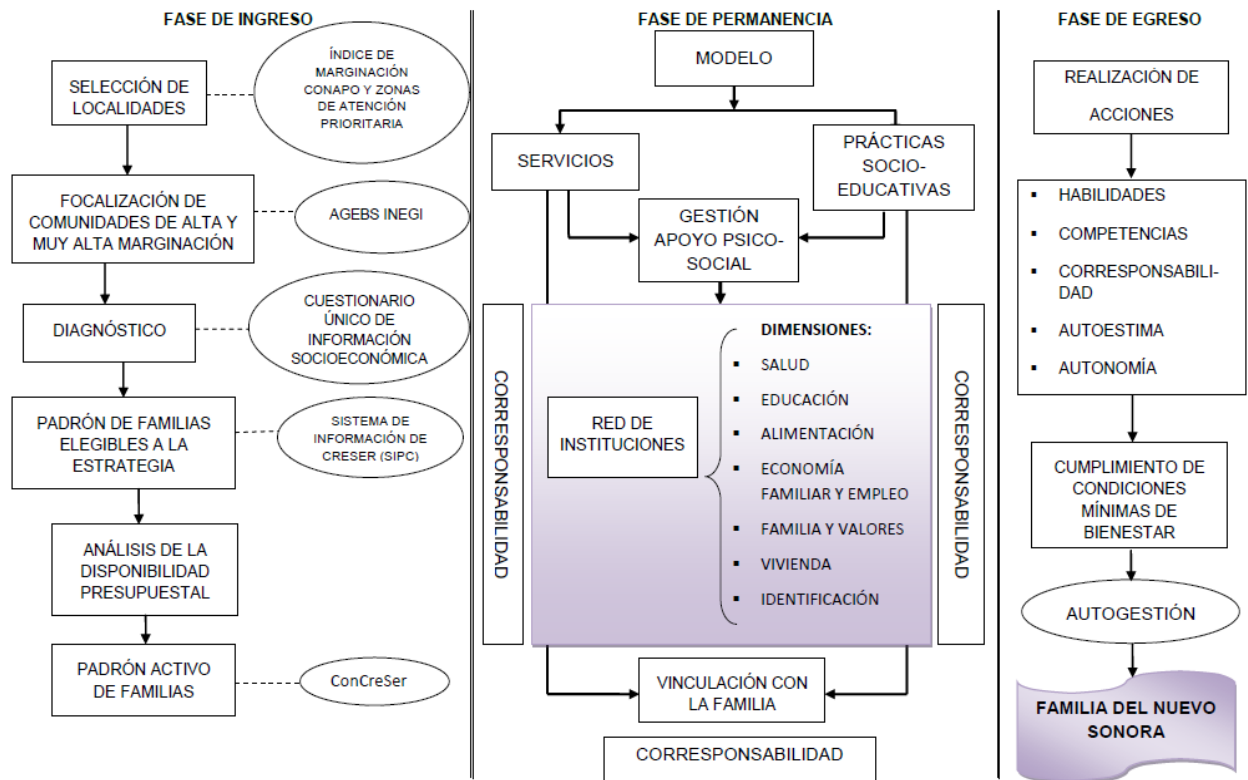 FASE DE INGRESO
SELECCIÓN DE
LOCALIDADES
ÍNDICE DE
MARGINACIÓN
CONAPO Y ZONAS
DE ATENCIÓN
PRIORITARIA
FOCALIZACIÓN DE
COMUNIDADES DE ALTA Y
MUY ALTA MARGINACIÓN
AGEBS INEGI
DIAGNÓSTICO
CUESTIONARIO
ÚNICO DE
INFORMACIÓN
SOCIOECONÓMICA
PADRÓN DE FAMILIAS
ELEGIBLES A LA
ESTRATEGIA
SISTEMA DE
INFORMACIÓN DE
CRESER (SIPC)
ANÁLISIS DE LA
DISPONIBILIDAD
PRESUPUESTAL
PADRÓN ACTIVO
DE FAMILIAS
ConCreSer
FASE DE PERMANENCIA
MODELO
SERVICIOS
PRÁCTICAS
SOCIO-
EDUCATIVAS
GESTIÓN
APOYO PSICO-
SOCIAL
CORRESPONSABILIDAD
RED DE
INSTITUCIONES
DIMENSIONES:
▪ SALUD
▪ EDUCACIÓN
▪ ALIMENTACIÓN
▪ ECONOMÍA
FAMILIAR Y EMPLEO
▪ FAMILIA Y VALORES
▪ VIVIENDA
▪ IDENTIFICACIÓN
CORRESPONSABILIDAD
VINCULACIÓN CON
LA FAMILIA
CORRESPONSABILIDAD
FASE DE EGRESO
REALIZACIÓN DE
ACCIONES
▪ HABILIDADES
▪ COMPETENCIAS
▪ CORRESPONSABILI-
DAD
▪ AUTOESTIMA
▪ AUTONOMÍA
CUMPLIMIENTO DE
CONDICIONES
MÍNIMAS DE
BIENESTAR
AUTOGESTIÓN
FAMILIA DEL NUEVO
SONORA